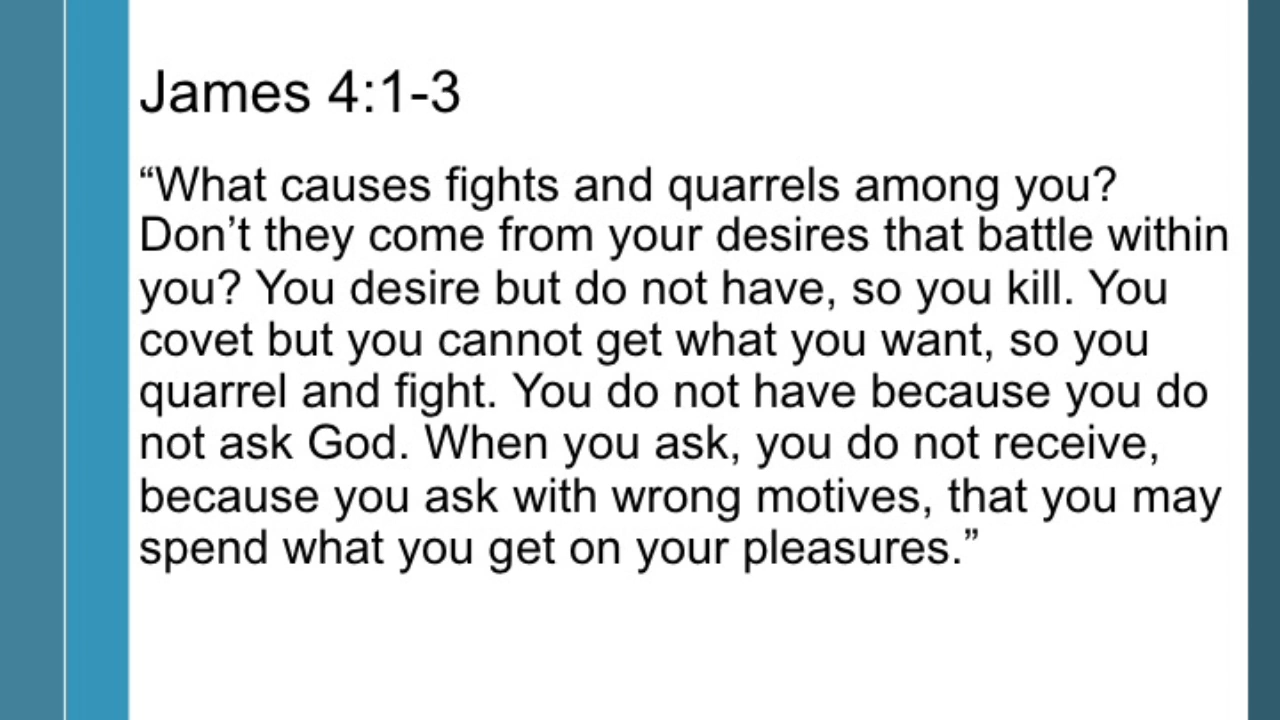 James 4:1-3
“What causes fights and quarrels among you?
Don’t they come from your desires that battle within
you? You desire but do not have, so you kill. You
covet but you cannot get what you want, so you
quarrel and fight. You do not have because you do
not ask God. When you ask, you do not receive,
because you ask with wrong motives, that you may
spend what you get on your pleasures.”